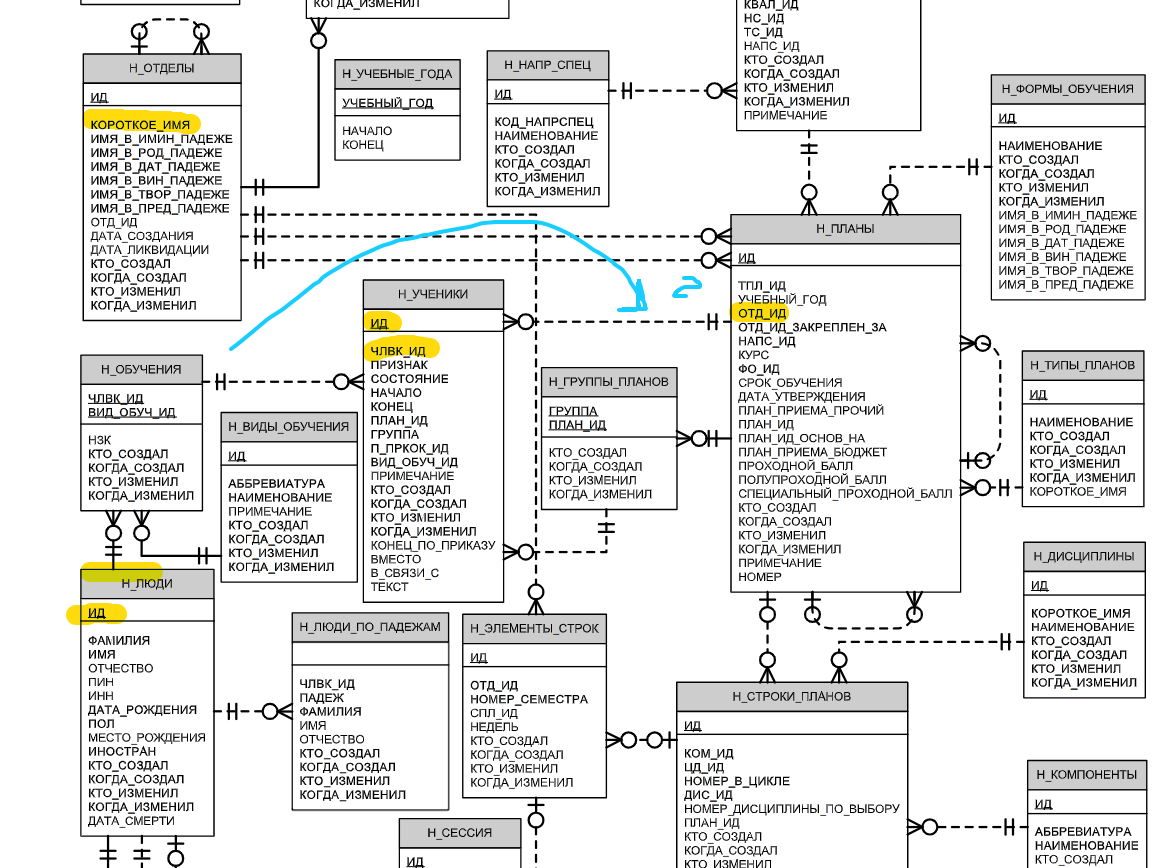 КОГДА_ИЗМЕНИЛ
КВАЛ_ИД
НС_ИД
ТС_ИД
НАПС_ИД
КТО_СОЗДАЛ
КОГДА_СОЗДАЛ
КТО_ИЗМЕНИЛ
КОГДА_ИЗМЕНИЛ
ПРИМЕЧАНИЕ
Н_ОТДЕЛЫ
ИД
КОРОТКОЕ_ИМЯ
ИМЯ_В_ИМИН_ПАДЕЖЕ
ИМЯ_В_РОД_ПАДЕЖЕ
ИМЯ_В_ДАТ_ПАДЕЖЕ
ИМЯ_В_ВИН_ПАДЕЖЕ
ИМЯ_В_ТВОР_ПАДЕЖЕ
ИМЯ_В_ПРЕД_ПАДЕЖЕ
ОТД_ИД
ДАТА_СОЗДАНИЯ
ДАТА_ЛИКВИДАЦИИ
КТО_СОЗДАЛ
КОГДА_СОЗДАЛ
КТО_ИЗМЕНИЛ
КОГДА_ИЗМЕНИЛ
Н_УЧЕБНЫЕ_ГОДА
УЧЕБНЫЙ_ГОД
НАЧАЛО
КОНЕЦ
Н_НАПР_СПЕЦ
ИД
КОД_НАПРСПЕЦ
НАИМЕНОВАНИЕ
КТО_СОЗДАЛ
КОГДА_СОЗДАЛ
КТО_ИЗМЕНИЛ
КОГДА_ИЗМЕНИЛ
Н_ФОРМЫ_ОБУЧЕНИЯ
ИД
НАИМЕНОВАНИЕ
КТО_СОЗДАЛ
КОГДА_СОЗДАЛ
КТО_ИЗМЕНИЛ
КОГДА_ИЗМЕНИЛ
ИМЯ_В_ИМИН_ПАДЕЖЕ
ИМЯ_В_РОД_ПАДЕЖЕ
ИМЯ_В_ДАТ_ПАДЕЖЕ
ИМЯ_В_ВИН_ПАДЕЖЕ
ИМЯ_В_ТВОР_ПАДЕЖЕ
ИМЯ_В_ПРЕД_ПАДЕЖЕ
1 2
Н_ПЛАНЫ
ИД
ТПЛ_ИД
УЧЕБНЫЙ_ГОД
ОТД_ИД
ОТД_ИД_ЗАКРЕПЛЕН_ЗА
НАПС_ИД
КУРС
ФО_ИД
СРОК_ОБУЧЕНИЯ
ДАТА_УТВЕРЖДЕНИЯ
ПЛАН_ПРИЕМА_ПРОЧИЙ
ПЛАН_ИД
ПЛАН_ИД_ОСНОВ_НА
ПЛАН_ПРИЕМА_БЮДЖЕТ
ПРОХОДНОЙ_БАЛЛ
ПОЛУПРОХОДНОЙ_БАЛЛ
СПЕЦИАЛЬНЫЙ_ПРОХОДНОЙ_БАЛЛ
КТО_СОЗДАЛ
КОГДА_СОЗДАЛ
КТО_ИЗМЕНИЛ
КОГДА_ИЗМЕНИЛ
ПРИМЕЧАНИЕ
НОМЕР
Н_УЧЕНИКИ
ИД
ЧЛВК_ИД
ПРИЗНАК
СОСТОЯНИЕ
НАЧАЛО
КОНЕЦ
ПЛАН_ИД
ГРУППА
П_ПРКОК_ИД
ВИД_ОБУЧ_ИД
ПРИМЕЧАНИЕ
КТО_СОЗДАЛ
КОГДА_СОЗДАЛ
КТО_ИЗМЕНИЛ
КОГДА_ИЗМЕНИЛ
КОНЕЦ_ПО_ПРИКАЗУ
ВМЕСТО
В_СВЯЗИ_С
ТЕКСТ
Н_ОБУЧЕНИЯ
ЧЛВК_ИД
ВИД_ОБУЧ_ИД
НЗК
КТО_СОЗДАЛ
КОГДА_СОЗДАЛ
КТО_ИЗМЕНИЛ
КОГДА_ИЗМЕНИЛ
Н_ВИДЫ_ОБУЧЕНИЯ
ИД
АББРЕВИАТУРА
НАИМЕНОВАНИЕ
ПРИМЕЧАНИЕ
КТО_СОЗДАЛ
КОГДА_СОЗДАЛ
КТО_ИЗМЕНИЛ
КОГДА_ИЗМЕНИЛ
Н_ГРУППЫ_ПЛАНОВ
ГРУППА
ПЛАН_ИД
КТО_СОЗДАЛ
КОГДА_СОЗДАЛ
КТО_ИЗМЕНИЛ
КОГДА_ИЗМЕНИЛ
Н_ТИПЫ_ПЛАНОВ
ИД
НАИМЕНОВАНИЕ
КТО_СОЗДАЛ
КОГДА_СОЗДАЛ
КТО_ИЗМЕНИЛ
КОГДА_ИЗМЕНИЛ
КОРОТКОЕ_ИМЯ
Н_ДИСЦИПЛИНЫ
ИД
КОРОТКОЕ_ИМЯ
НАИМЕНОВАНИЕ
КТО_СОЗДАЛ
КОГДА_СОЗДАЛ
КТО_ИЗМЕНИЛ
КОГДА_ИЗМЕНИЛ
Н_ЛЮДИ
ИД
ФАМИЛИЯ
ИМЯ
ОТЧЕСТВО
ПИН
ИНН
ДАТА_РОЖДЕНИЯ
ПОЛ
МЕСТО_РОЖДЕНИЯ
ИНОСТРАН
КТО_СОЗДАЛ
КОГДА_СОЗДАЛ
КТО_ИЗМЕНИЛ
КОГДА_ИЗМЕНИЛ
ДАТА_СМЕРТИ
Н_ЛЮДИ_ПО_ПАДЕЖАМ
ЧЛВК_ИД
ПАДЕЖ
ФАМИЛИЯ
ИМЯ
ОТЧЕСТВО
КТО_СОЗДАЛ
КОГДА_СОЗДАЛ
КТО_ИЗМЕНИЛ
КОГДА_ИЗМЕНИЛ
Н_ЭЛЕМЕНТЫ_СТРОК
ИД
ОТД_ИД
НОМЕР_СЕМЕСТРА
СПЛ_ИД
НЕДЕЛЬ
КТО_СОЗДАЛ
КОГДА_СОЗДАЛ
КТО_ИЗМЕНИЛ
КОГДА_ИЗМЕНИЛ
Н_СТРОКИ_ПЛАНОВ
ИД
КОМ_ИД
ЦД_ИД
НОМЕР_В_ЦИКЛЕ
ДИС_ИД
НОМЕР_ДИСЦИПЛИНЫ_ПО_ВЫБОРУ
ПЛАН_ИД
КТО_СОЗДАЛ
КОГДА_СОЗДАЛ
КТО_ИЗМЕНИЛ
Н_КОМПОНЕНТЫ
ИД
АББРЕВИАТУРА
НАИМЕНОВАНИЕ
КТО_СОЗДАЛ
Н_СЕССИЯ
ИД